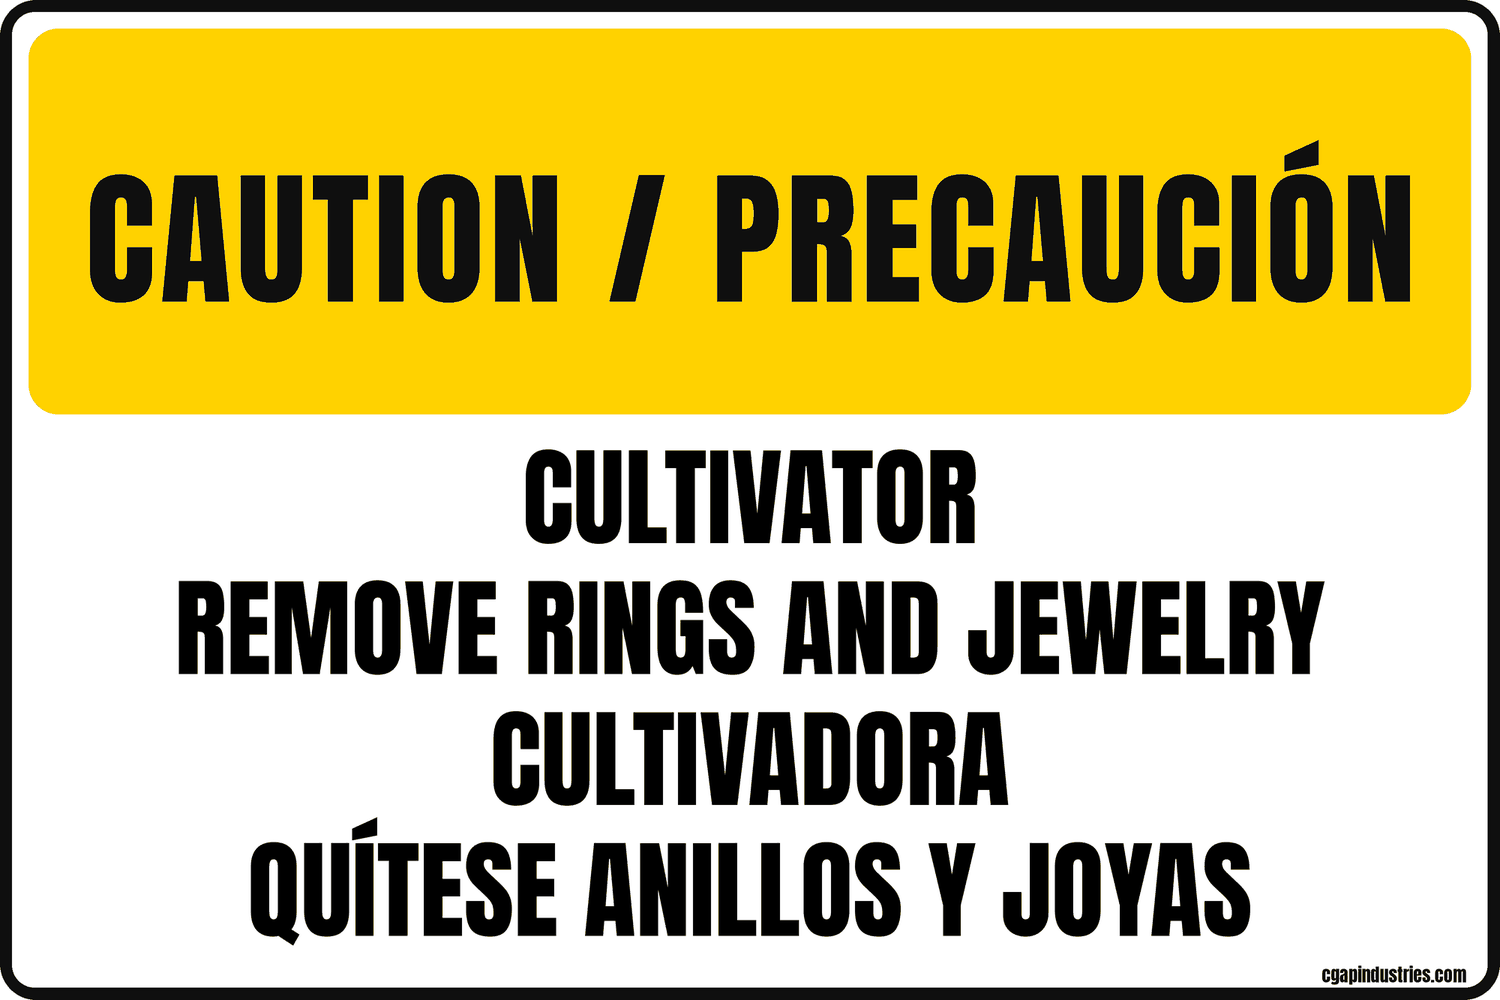 CAUTION / PRECAUCIÓN
CULTIVATOR
REMOVE RINGS AND JEWELRY
CULTIVADORA
QUÍTESE ANILLOS Y JOYAS
cgapindustries.com